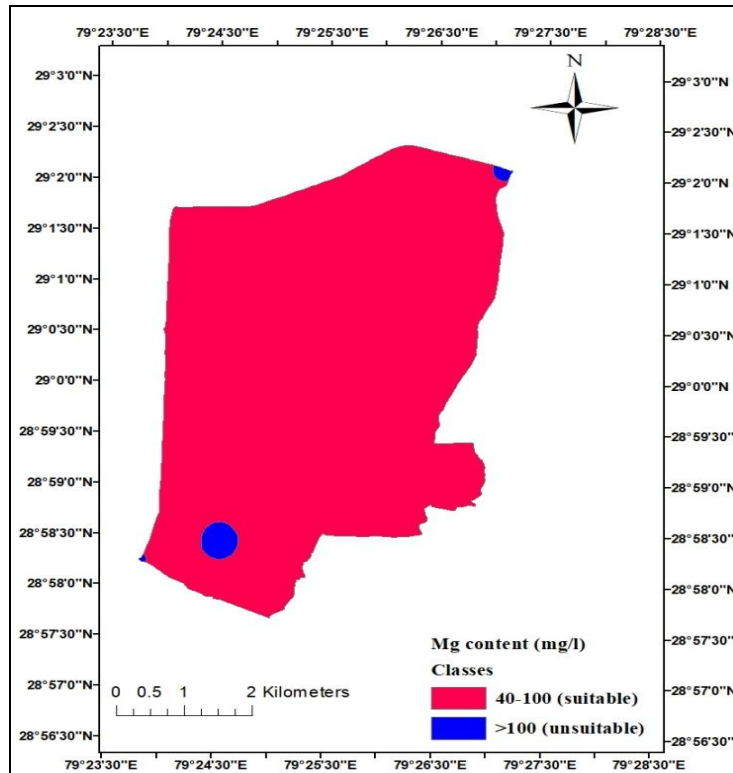 79°23'30"E 79°24'30"E 79°25'30"E 79°26'30"E 79°27'30"E 79°28'30"E
N
29°3'0"N 29°3'0"N
29°2'30"N 29°2'30"N
29°2'0"N 29°2'0"N
29°1'30"N 29°1'30"N
29°1'0"N 29°1'0"N
29°0'30"N 29°0'30"N
29°0'0"N 29°0'0"N
28°59'30"N 28°59'30"N
28°59'0"N 28°59'0"N
28°58'30"N 28°58'30"N
28°58'0"N 28°58'0"N
28°57'30"N 28°57'30"N
28°57'0"N 28°57'0"N
28°56'30"N 28°56'30"N
Mg content (mg/l)
Classes
40-100 (suitable)
>100 (unsuitable)
0 0.5 1 2 Kilometers
79°23'30"E 79°24'30"E 79°25'30"E 79°26'30"E 79°27'30"E 79°28'30"E